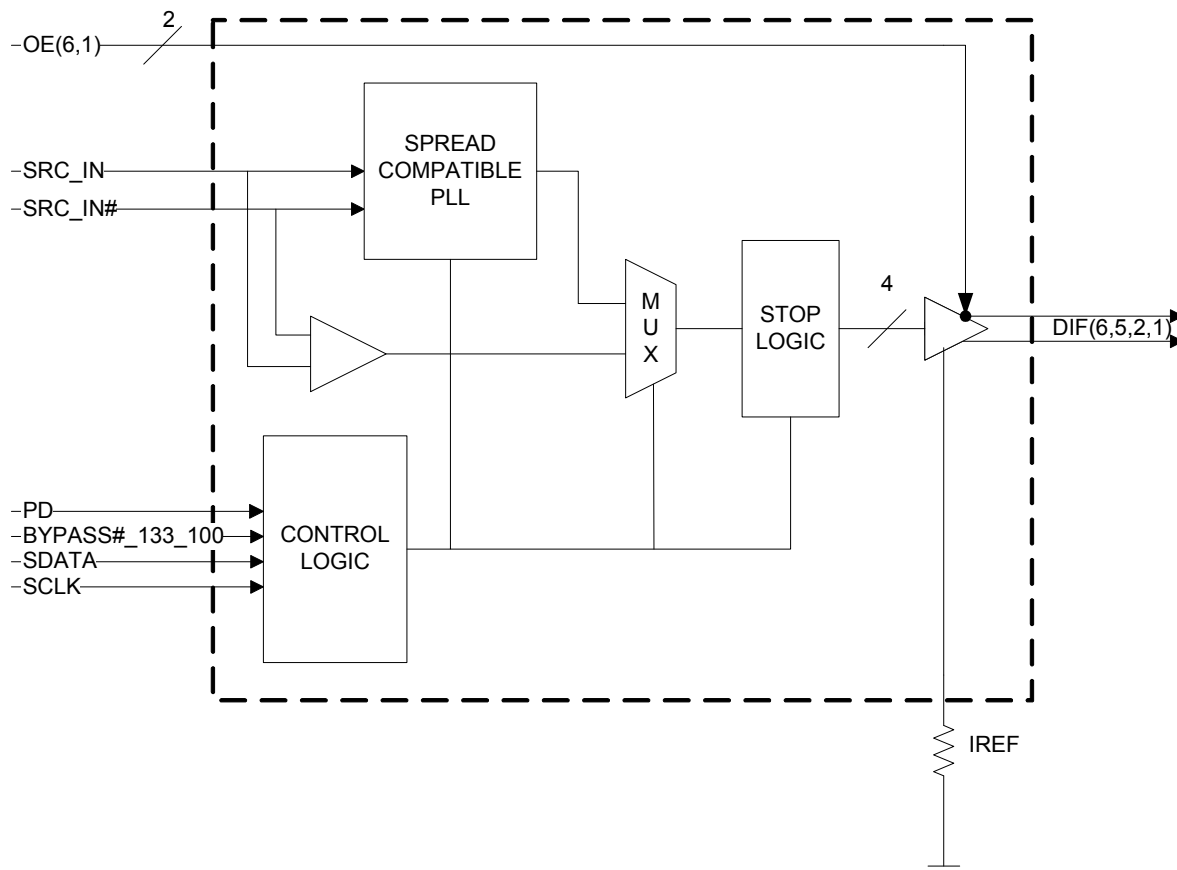 2
OE(6,1)
SPREAD
COMPATIBLE
PLL
SRC_IN
SRC_IN#
M
U
X
STOP
LOGIC
4
DIF(6,5,2,1)
PD
BYPASS#_133_100
SDATA
SCLK
CONTROL
LOGIC
IREF